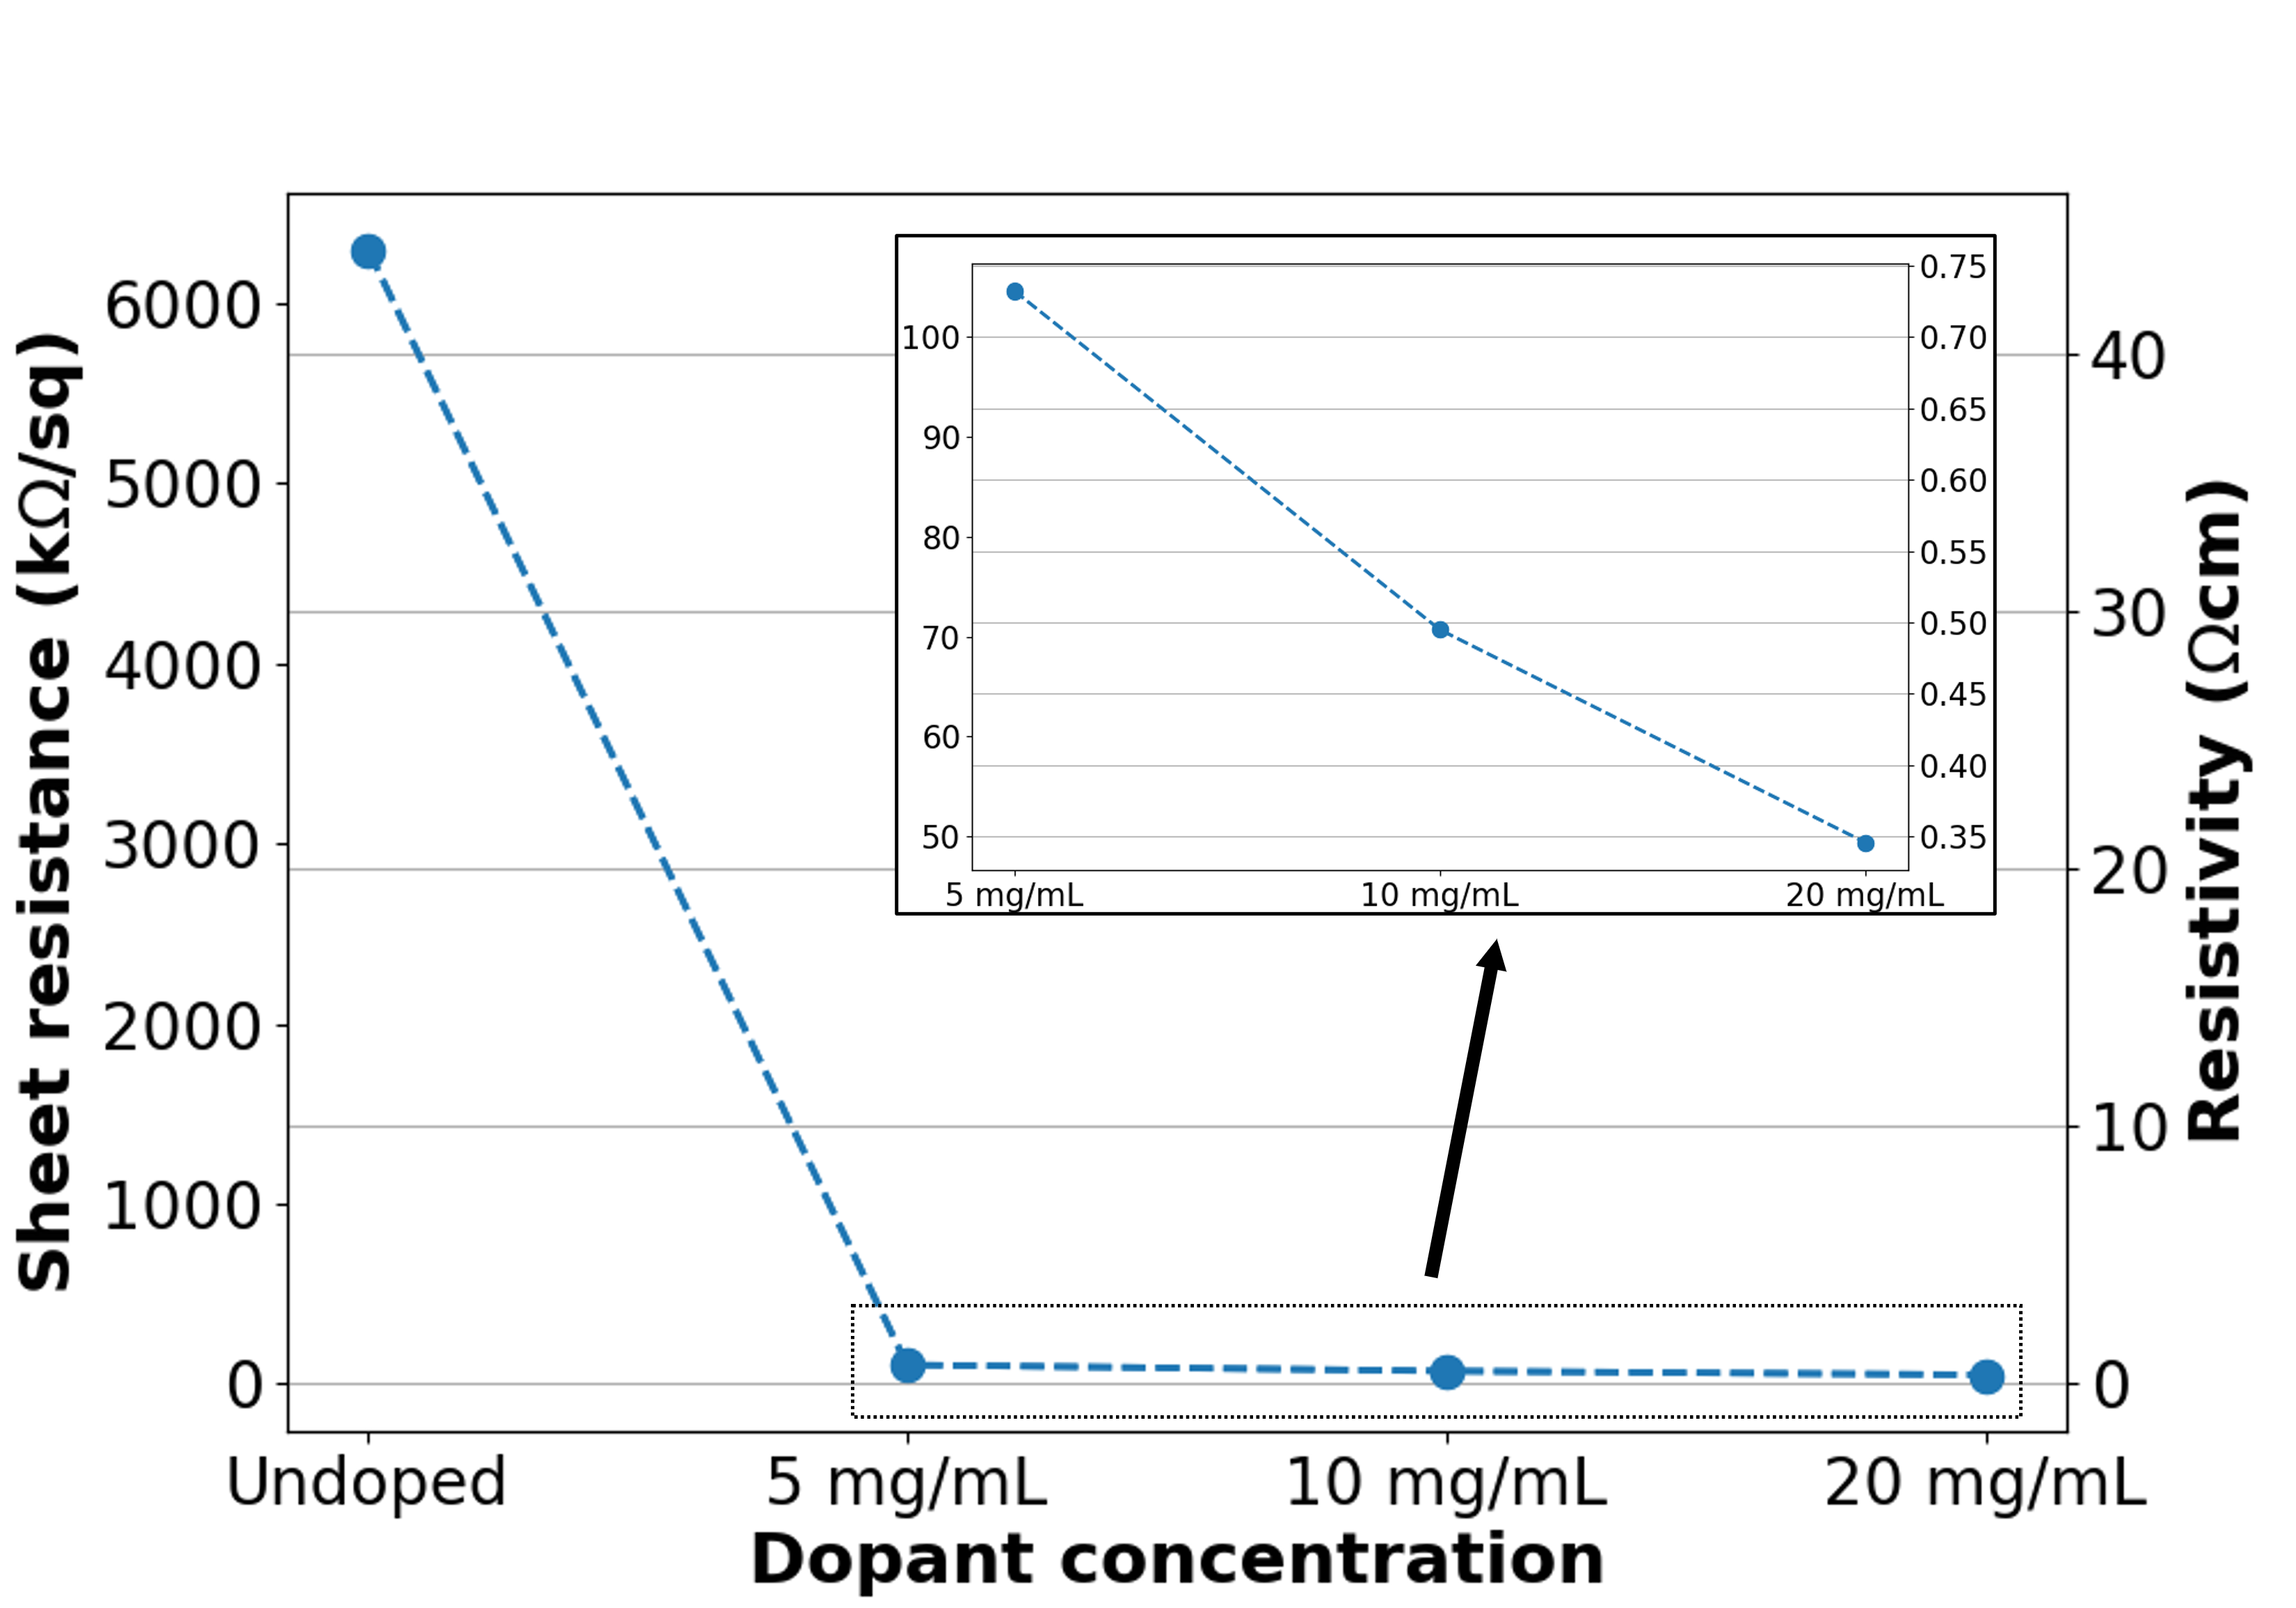 Sheet resistance (kΩ/sq)
6000
5000
4000
3000
2000
1000
0
100
90
80
70
60
50
0.75
0.70
0.65
0.60
0.55
0.50
0.45
0.40
0.35
5 mg/mL
10 mg/mL
20 mg/mL
40
30
20
10
0
Resistivity (Ωcm)
Undoped
5 mg/mL
10 mg/mL
20 mg/mL
Dopant concentration